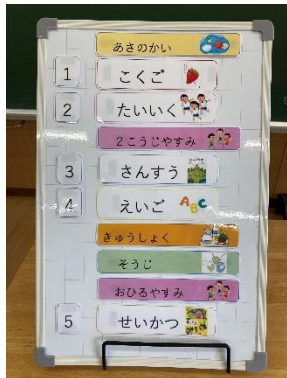 あさのかい
1 こくご
2 たいいく
2こうじやすみ
3 さんすう
4 えいご ABC
きゅうしょく
そうじ
おひるやすみ
5 せいかつ